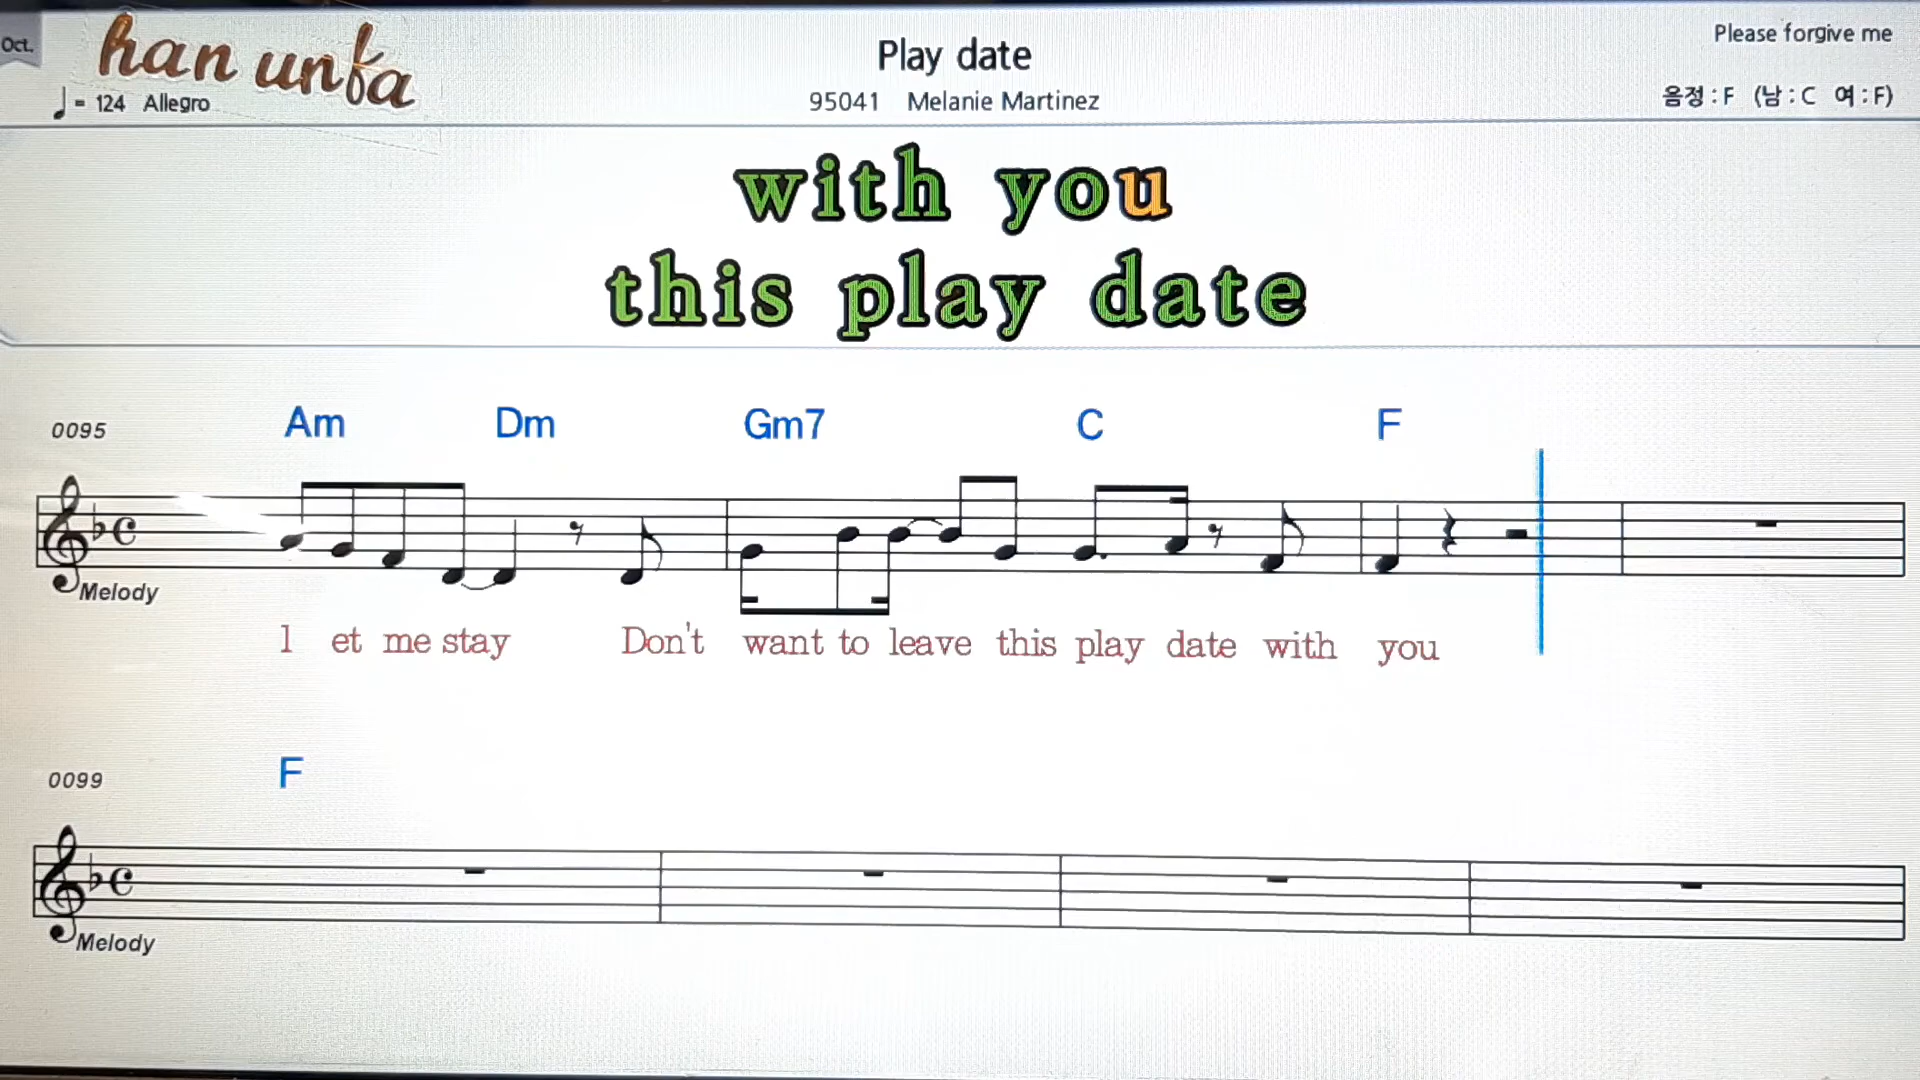 Oct.
han unfa
Play date
Please forgive me
= 124 Allegro
95041 Melanie Martinez
음정 : F (남 : C 여 : F)
with you
this play date
0095
Am Dm Gm7 C F
Melody
l et me stay Don't want to leave this play date with you
0099
F
Melody